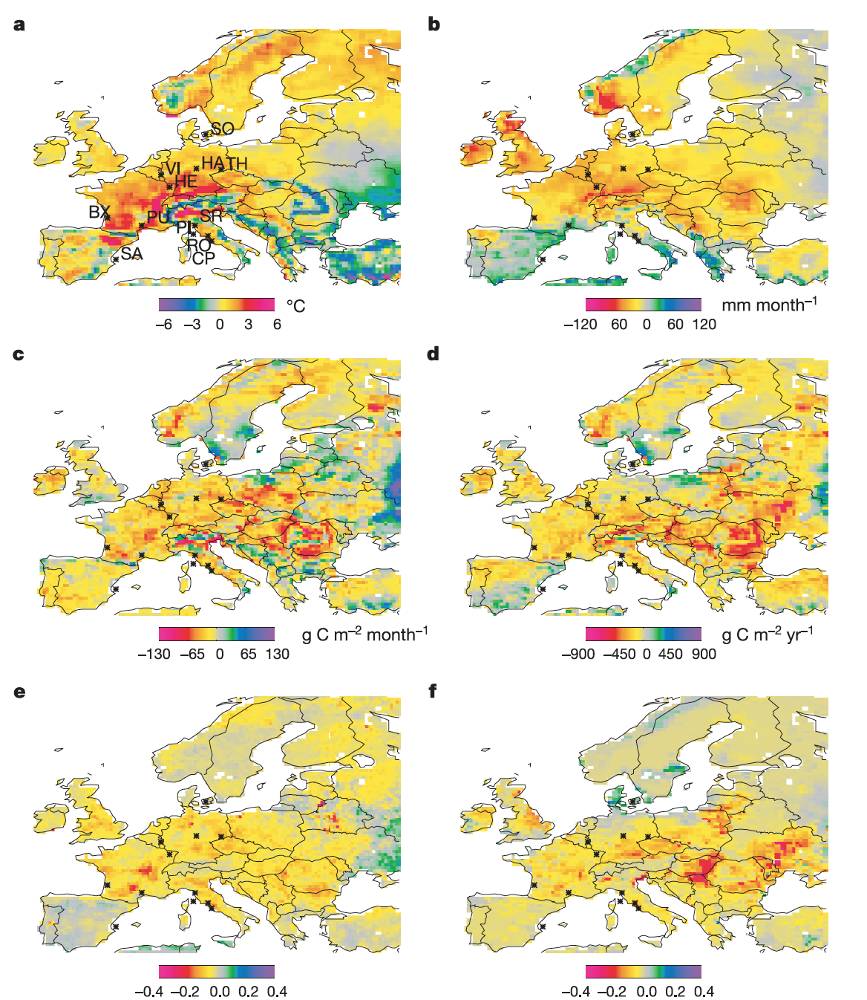 a
b
SO
VI
HA TH
HE
BX
PU
SR
PI
RO
SA
CP
−6 −3 0 3 6 °C
−120 60 0 60 120 mm month−1
c
d
−130 −65 0 65 130 g C m−2 month−1
−900 −450 0 450 900 g C m−2 yr−1
e
f
−0.4 −0.2 0.0 0.2 0.4
−0.4 −0.2 0.0 0.2 0.4